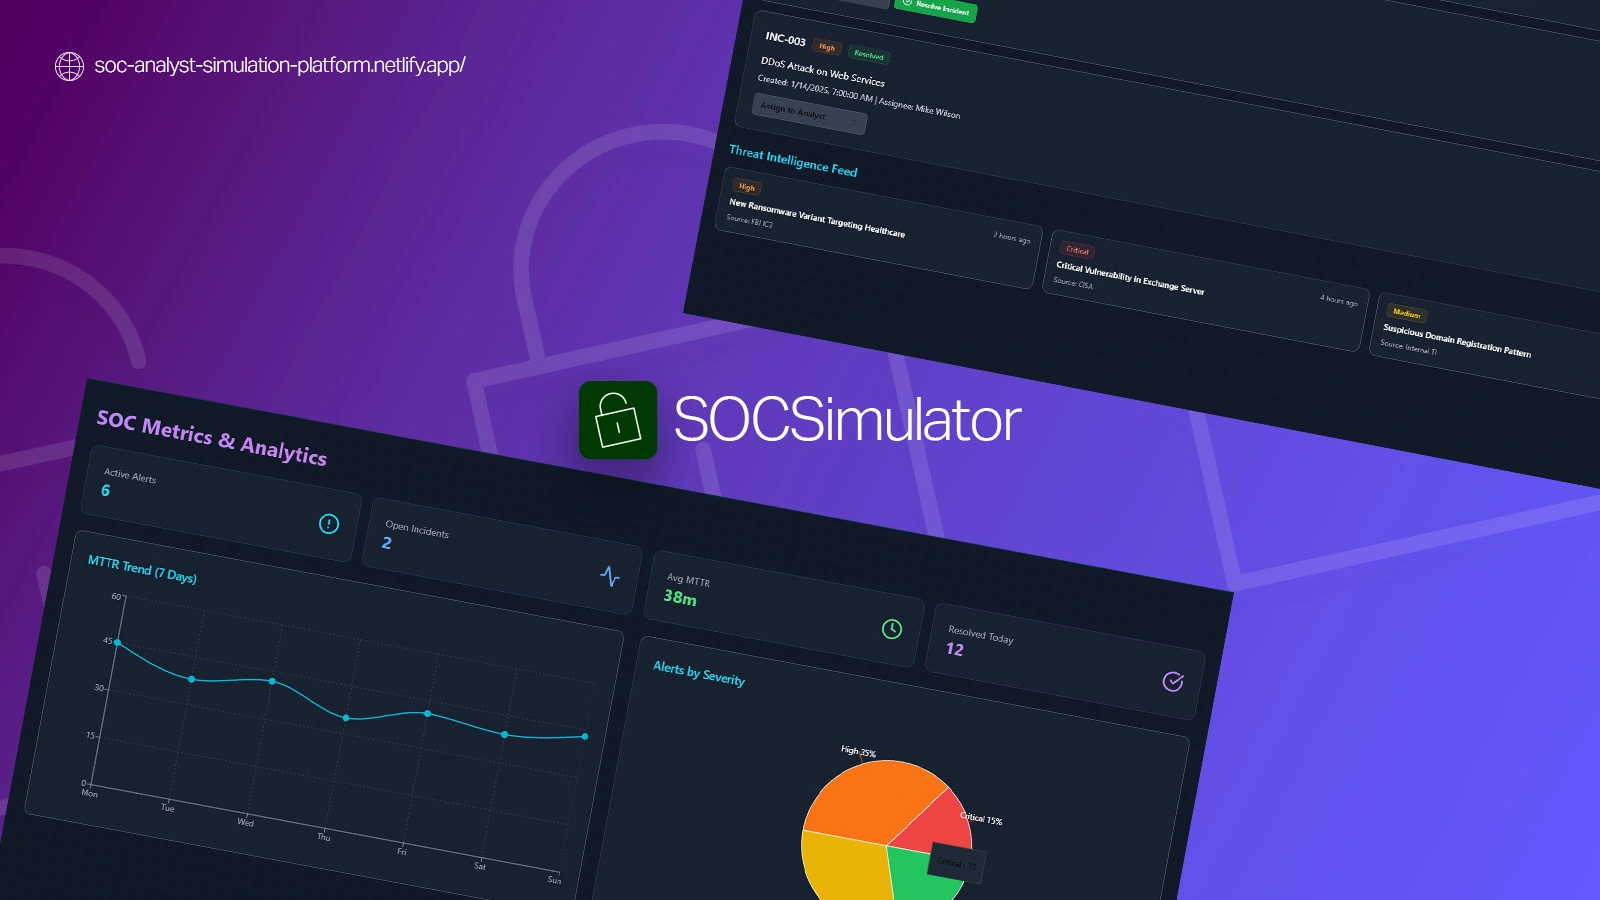 soc-analyst-simulation-platform.netlify.app/
Resolve Incident
INC-003 High Resolved
DDoS Attack on Web Services
Created: 1/14/2025, 7:00:00 AM | Assignee: Mike Wilson
Assign to Analyst
Threat Intelligence Feed
High
New Ransomware Variant Targeting Healthcare
Source: FBI IC3
2 hours ago
Critical
Critical Vulnerability in Exchange Server
Source: CISA
4 hours ago
Medium
Suspicious Domain Registration Pattern
Source: Internal TI
SOCSimulator
SOC Metrics & Analytics
Active Alerts
6
Open Incidents
2
Avg MTTR
38m
Resolved Today
12
MTTR Trend (7 Days)
60
45
30
15
0
Mon
Tue
Wed
Thu
Fri
Sat
Sun
Alerts by Severity
High 35%
Critical 15%
Critical : 15